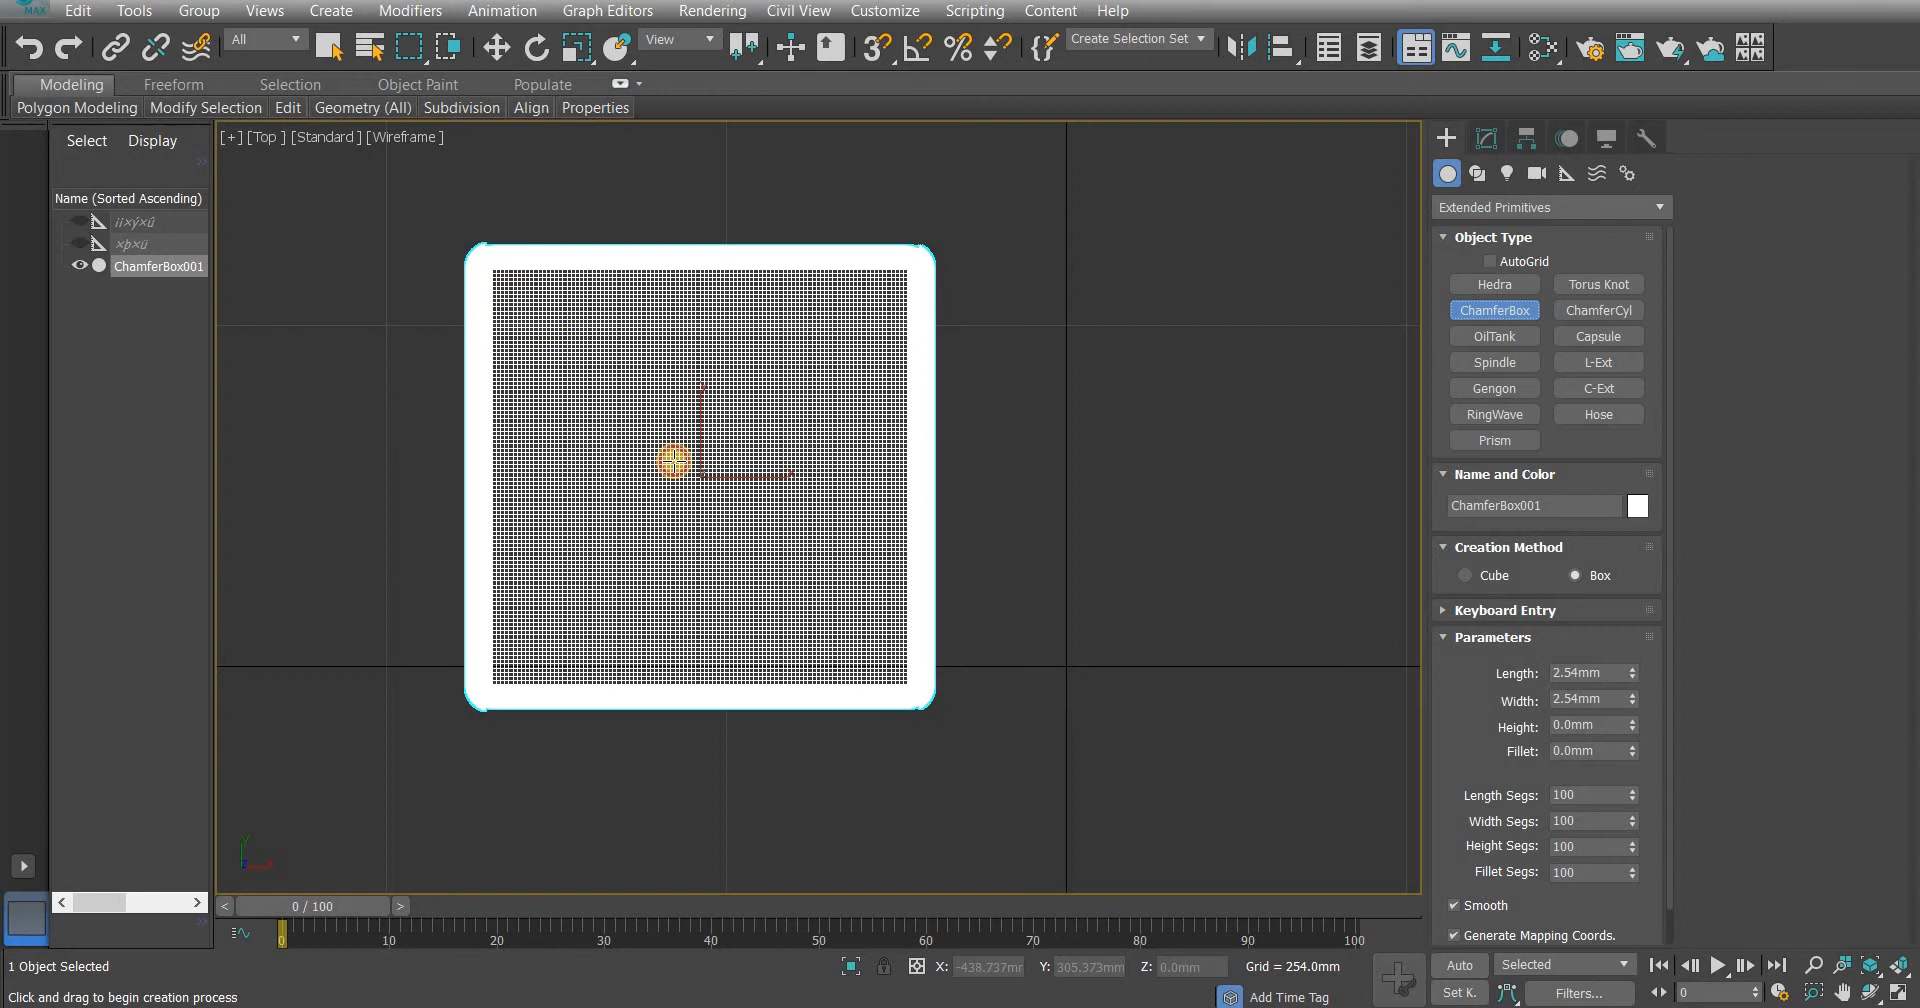 MAX
Edit Tools Group Views Create Modifiers Animation Graph Editors Rendering Civil View Customize Scripting Content Help
All
View
3
Create Selection Set
Modeling Freeform Selection Object Paint Populate
Polygon Modeling Modify Selection Edit Geometry (All) Subdivision Align Properties
Select Display
Name (Sorted Ascending)
¡¡×ý×û
×þ×ü
ChamferBox001
[+] [Top ] [Standard ] [Wireframe ]
Extended Primitives
Object Type
AutoGrid
Hedra Torus Knot
ChamferBox ChamferCyl
OilTank Capsule
Spindle L-Ext
Gengon C-Ext
RingWave Hose
Prism
Name and Color
ChamferBox001
Creation Method
Cube Box
Keyboard Entry
Parameters
Length: 2.54mm
Width: 2.54mm
Height: 0.0mm
Fillet: 0.0mm
Length Segs: 100
Width Segs: 100
Height Segs: 100
Fillet Segs: 100
Smooth
Generate Mapping Coords.
< 0 / 100 >
0 10 20 30 40 50 60 70 80 90 100
1 Object Selected
X: -438.737mm Y: 305.373mm Z: 0.0mm Grid = 254.0mm
Auto Selected
Click and drag to begin creation process
Add Time Tag
Set K. Filters... 0